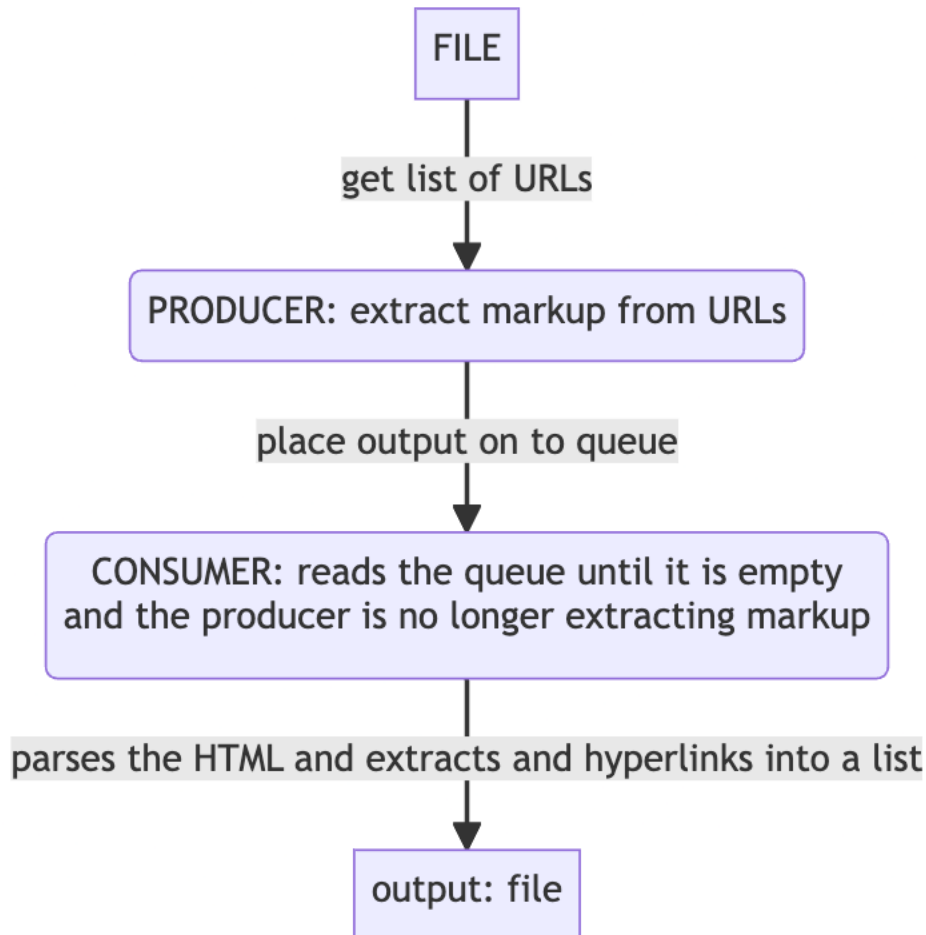 FILE
get list of URLs
PRODUCER: extract markup from URLs
place output on to queue
CONSUMER: reads the queue until it is empty
and the producer is no longer extracting markup
parses the HTML and extracts and hyperlinks into a list
output: file